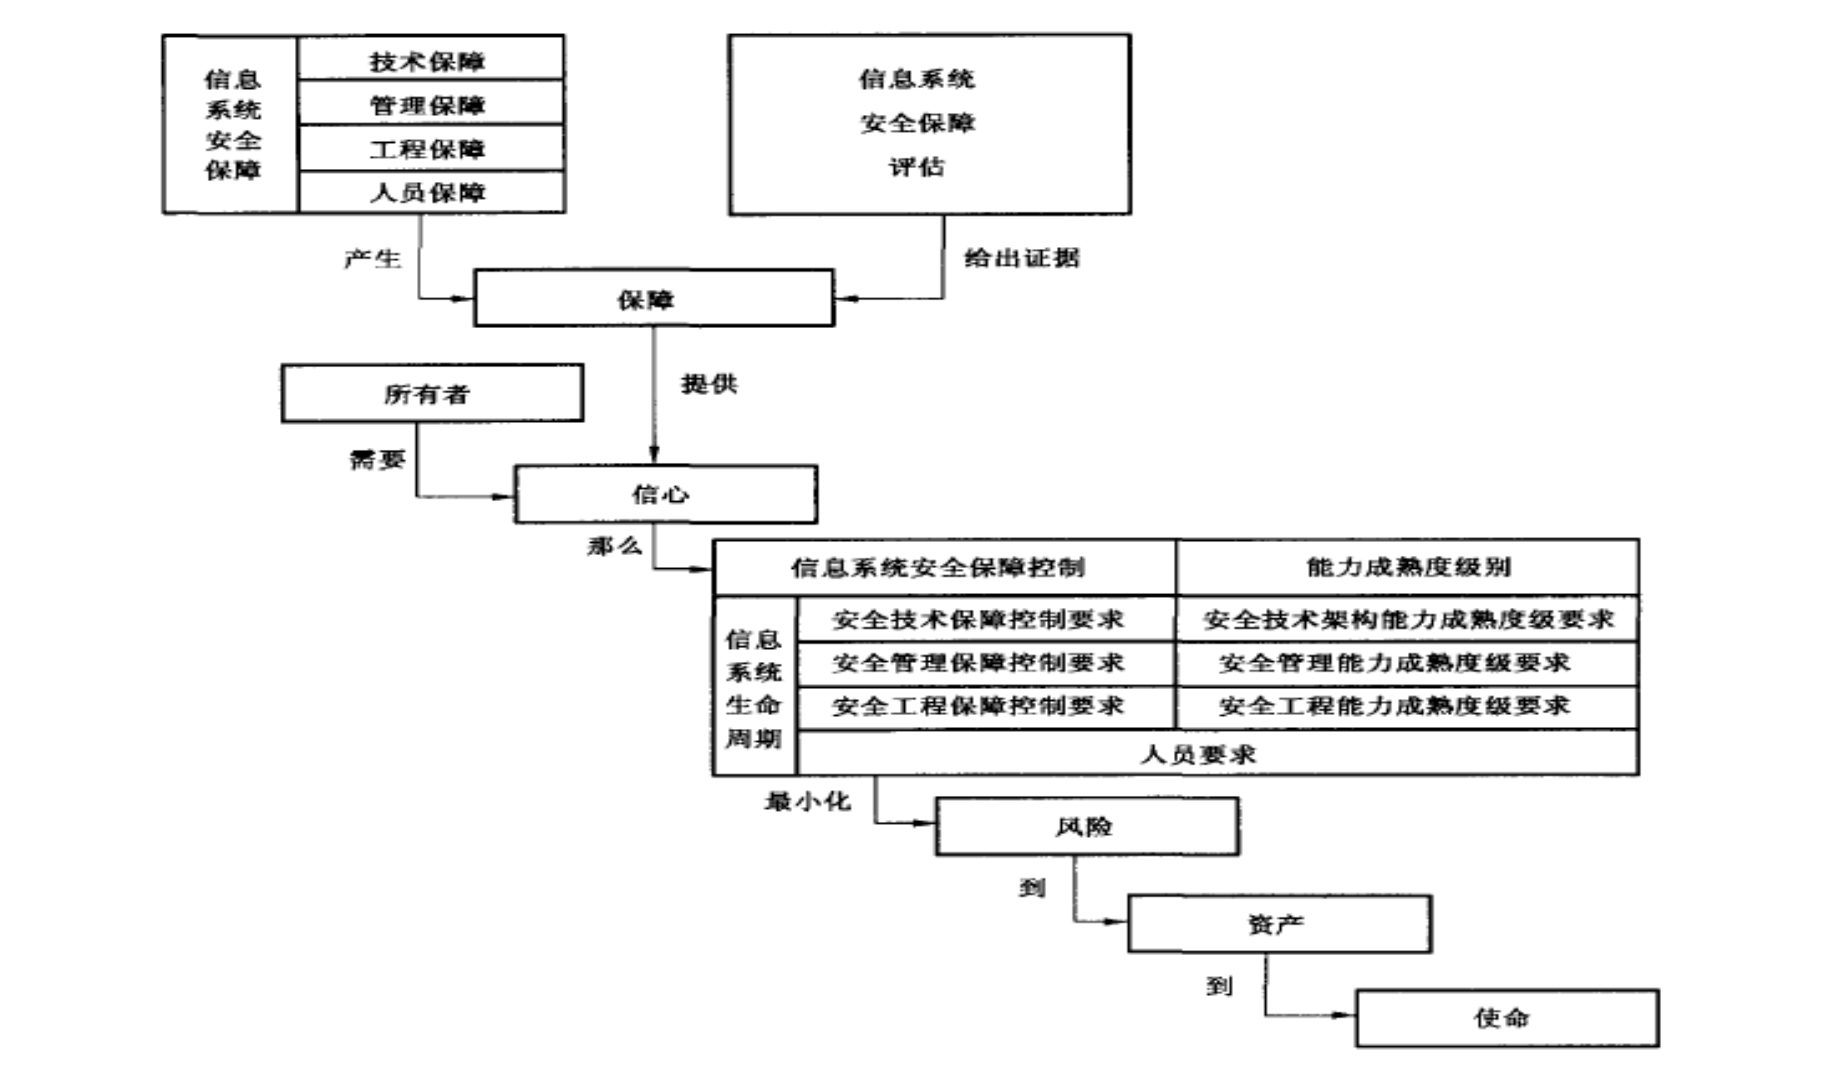 信息
系统
安全
保障
技术保障
管理保障
工程保障
人员保障
信息系统
安全保障
评估
产生
给出证据
保障
提供
所有者
需要
信心
那么
信息系统安全保障控制
能力成熟度级别
信息
系统
生命
周期
安全技术保障控制要求
安全技术架构能力成熟度级要求
安全管理保障控制要求
安全管理能力成熟度级要求
安全工程保障控制要求
安全工程能力成熟度级要求
人员要求
最小化
风险
到
资产
到
使命